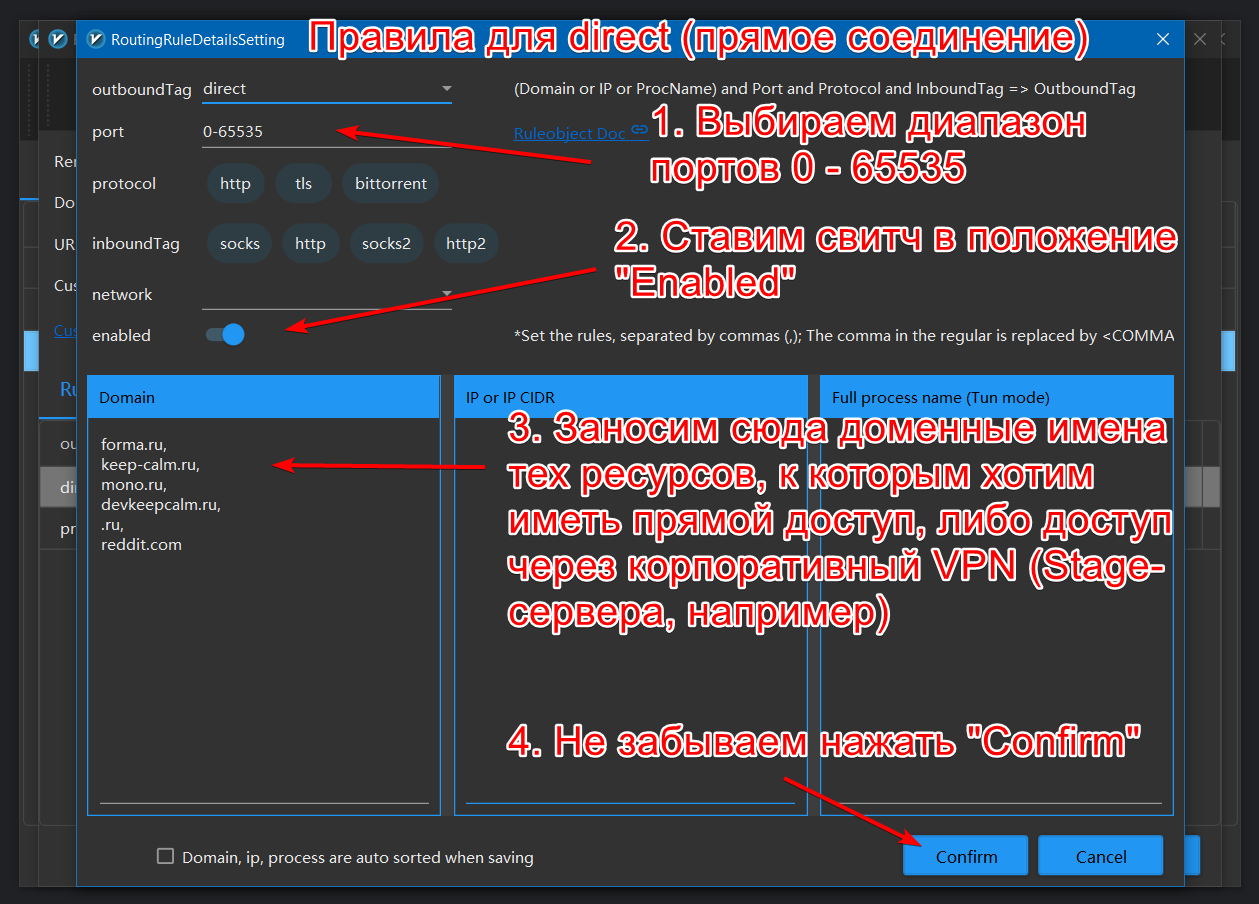 RoutingRuleDetailsSetting
Правила для direct (прямое соединение)
outboundTag
direct
(Domain or IP or ProcName) and Port and Protocol and InboundTag => OutboundTag
port
0-65535
Ruleobject Doc
1. Выбираем диапазон
портов 0 - 65535
protocol
http
tls
bittorrent
inboundTag
socks
http
socks2
http2
2. Ставим свитч в положение
"Enabled"
network
enabled
*Set the rules, separated by commas (,); The comma in the regular is replaced by <COMMA
Domain
IP or IP CIDR
Full process name (Tun mode)
forma.ru,
keep-calm.ru,
mono.ru,
devkeepcalm.ru,
.ru,
reddit.com
3. Заносим сюда доменные имена
тех ресурсов, к которым хотим
иметь прямой доступ, либо доступ
через корпоративный VPN (Stage-
сервера, например)
4. Не забываем нажать "Confirm"
Domain, ip, process are auto sorted when saving
Confirm
Cancel